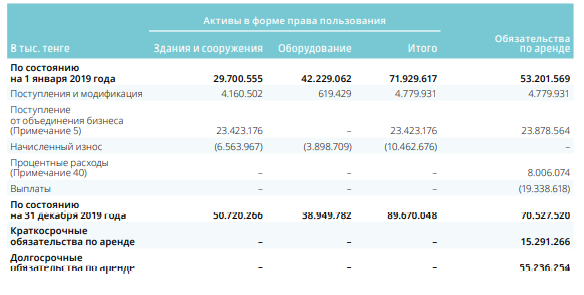 Активы в форме права пользования
В тыс. тенге Здания и сооружения Оборудование Итого Обязательства по аренде
По состоянию
на 1 января 2019 года 29.700.555 42.229.062 71.929.617 53.201.569
Поступления и модификация 4.160.502 619.429 4.779.931 4.779.931
Поступление
от объединения бизнеса
(Примечание 5) 23.423.176 – 23.423.176 23.878.564
Начисленный износ (6.563.967) (3.898.709) (10.462.676) –
Процентные расходы
(Примечание 40) – – – 8.006.074
Выплаты – – – (19.338.618)
По состоянию
на 31 декабря 2019 года 50.720.266 38.949.782 89.670.048 70.527.520
Краткосрочные
обязательства по аренде – – – 15.291.266
Долгосрочные
обязательства по аренде – – – 55.236.254